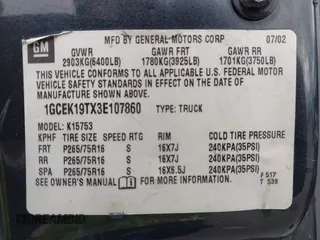 GM
MFD BY GENERAL MOTORS CORP 07/02
GVWR GAWR FRT GAWR RR
2903KG(6400LB) 1780KG(3925LB) 1701KG(3750LB)
THIS VEHICLE CONFORMS TO ALL APPLICABLE U.S. FEDERAL MOTOR
VEHICLE SAFETY STANDARDS IN EFFECT ON THE DATE OF
MANUFACTURE SHOWN ABOVE.
1GCEK19TX3E107860 TYPE: TRUCK
MODEL: K15753
KPHF TIRE SIZE SPEED RTG RIM COLD TIRE PRESSURE
FRT P265/75R16 S 16X7J 240KPA(35PSI)
RR P265/75R16 S 16X7J 240KPA(35PSI)
SPA P265/75R16 S 16X6.5J 240KPA(35PSI)
SEE OWNER'S MANUAL FOR ADDITIONAL INFORMATION.
F 517
T 539